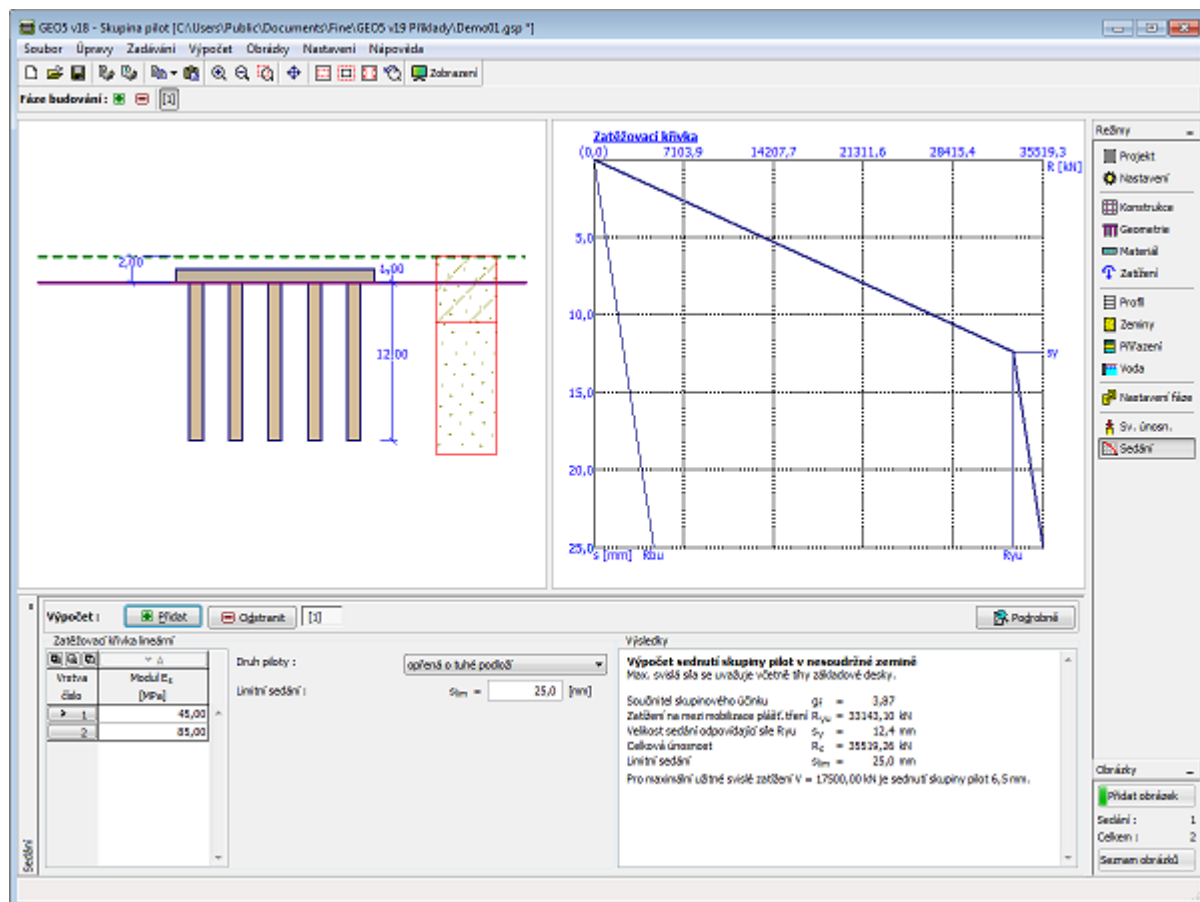 GEO5 v18 - Skupina pilot [C:\Users\Public\Documents\Fine\GEO5 v19 Příklady\Demo01.gsp *]
Soubor Úpravy Zadávání Výpočet Obrázky Nastavení Nápověda
Zobrazení
Fáze budování : [1]
2,00
1,00
12,00
Zatěžovací křivka
(0,0) 7103,9 14207,7 21311,6 28415,4 35519,3
R [kN]
5,0
10,0
sy
15,0
20,0
25,0
s [mm] Rbu Ryu
Režimy
Projekt
Nastavení
Konstrukce
Geometrie
Materiál
Zatížení
Profil
Zeminy
Přiřazení
Voda
Nastavení fáze
Sv. únosn.
Sedání
Výpočet : Přidat Odstranit [1] Podrobně
Zatěžovací křivka lineární
Vrstva Modul Es
číslo [MPa]
1 45,00
2 85,00
Druh piloty : opřená o tuhé podloží
Limitní sedání : slim = 25,0 [mm]
Výsledky
Výpočet sednutí skupiny pilot v nesoudržné zemině
Max. svislá síla se uvažuje včetně tíhy základové desky.
Součinitel skupinového účinku gf = 3,87
Zatížení na mezi mobilizace plášť.tření Ryu = 33143,10 kN
Velikost sedání odpovídající síle Ryu sy = 12,4 mm
Celková únosnost Rc = 35519,26 kN
Limitní sedání slim = 25,0 mm
Pro maximální užitné svislé zatížení V = 17500,00 kN je sednutí skupiny pilot 6,5 mm.
Sedání
Obrázky
Přidat obrázek
Sedání : 1
Celkem : 2
Seznam obrázků